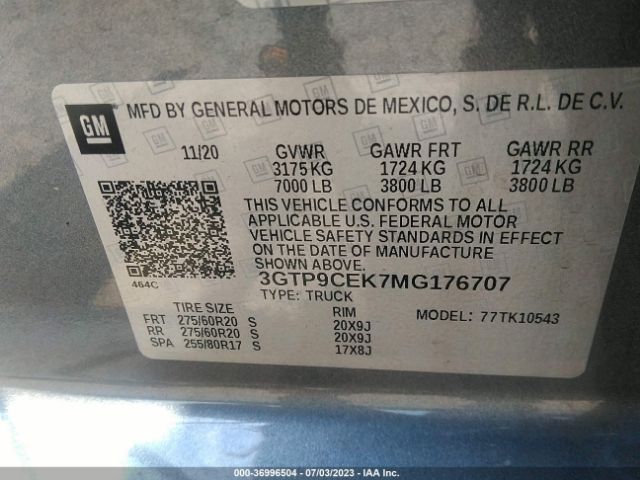 GM MFD BY GENERAL MOTORS DE MEXICO, S. DE R.L. DE C.V.
11/20 GVWR GAWR FRT GAWR RR
3175 KG 1724 KG 1724 KG
7000 LB 3800 LB 3800 LB
THIS VEHICLE CONFORMS TO ALL
APPLICABLE U.S. FEDERAL MOTOR
VEHICLE SAFETY STANDARDS IN EFFECT
ON THE DATE OF MANUFACTURE
464C
3GTP9CEK7MG176707
TYPE: TRUCK
TIRE SIZE RIM MODEL: 77TK10543
FRT 275/60R20 S 20X9J
RR 275/60R20 S 20X9J
SPA 255/80R17 S 17X8J
000-36996504 - 07/03/2023 - IAA Inc.